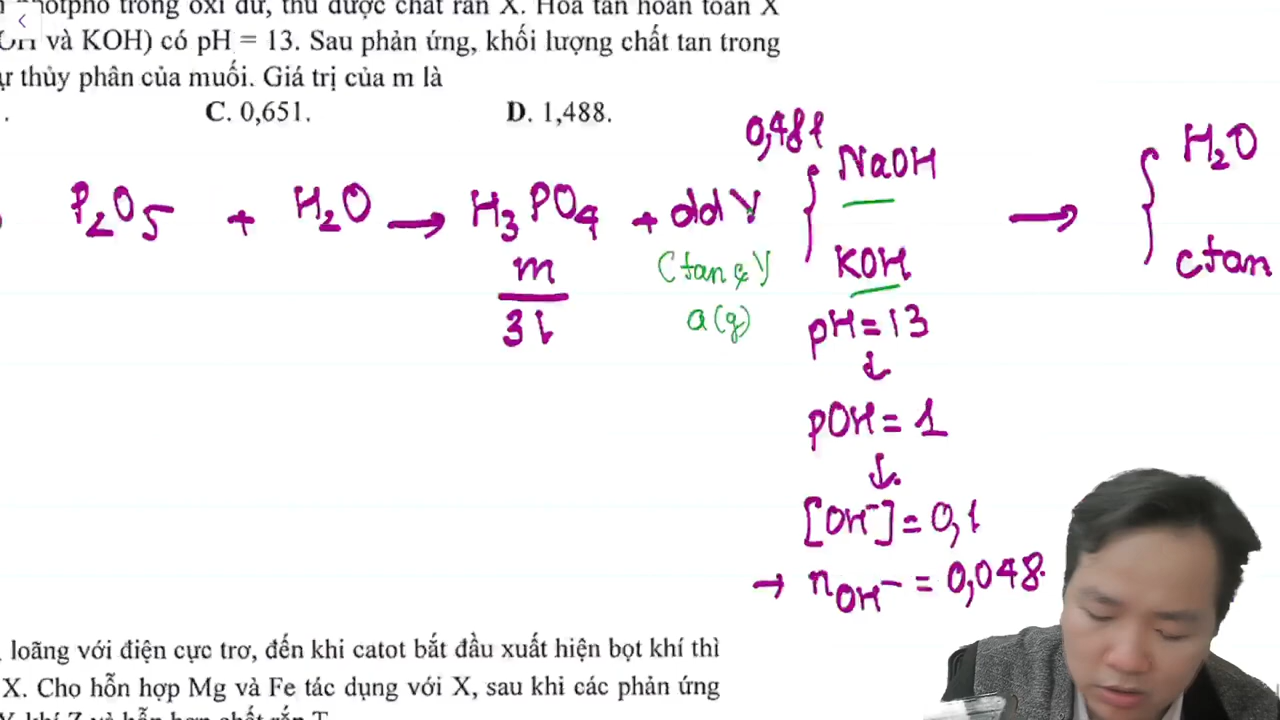 photpho trong oxi dư, thu được chất rắn X. Hòa tan hoàn toàn X
và KOH) có pH = 13. Sau phản ứng, khối lượng chất tan trong
thủy phân của muối. Giá trị của m là
. C. 0,651. D. 1,488.
P2O5 + H2O → H3PO4 + dd Y { NaOH KOH → { H2O ctan
0,48l
m
31
(tan ç Y)
a(g)
pH = 13
↓
pOH = 1
↓
[OH-] = 0,1
→ nOH- = 0,048.
loãng với điện cực trơ, đến khi catot bắt đầu xuất hiện bọt khí thì
X. Cho hỗn hợp Mg và Fe tác dụng với X, sau khi các phản ứng